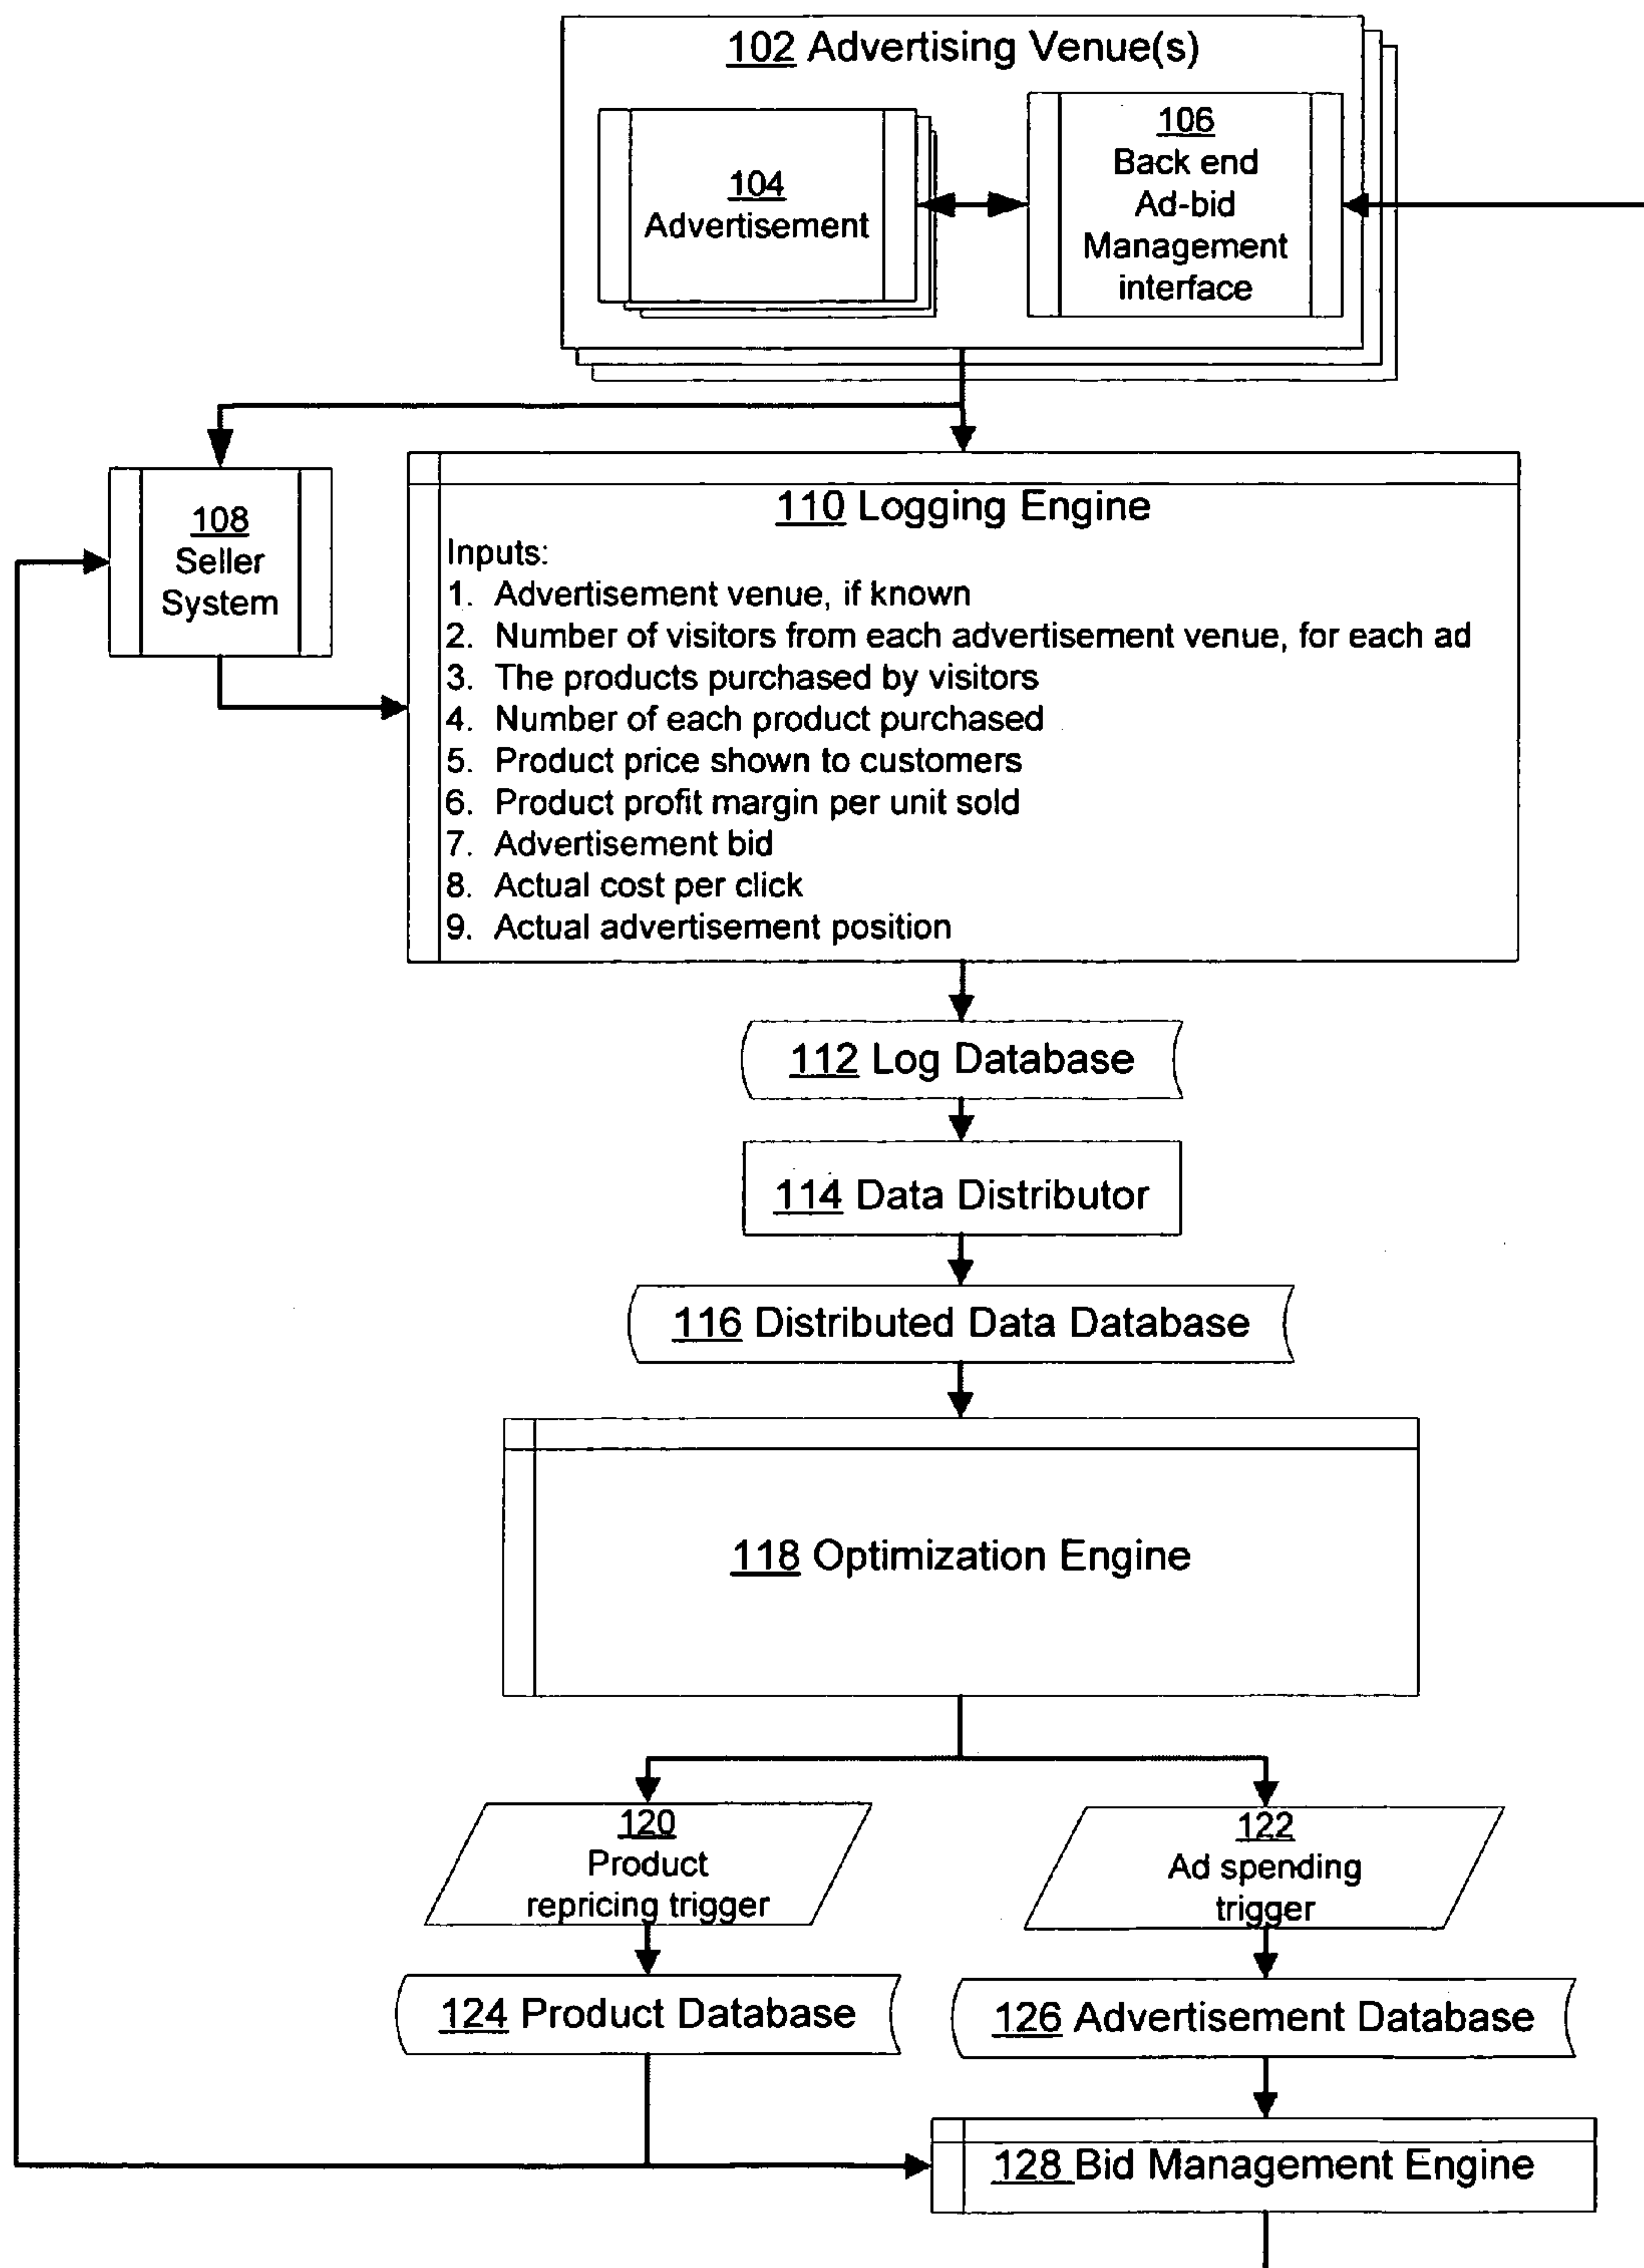 102 Advertising Venue(s)
104
Advertisement
106
Back end
Ad-bid
Management
interface
108
Seller
System
110 Logging Engine
Inputs:
1. Advertisement venue, if known
2. Number of visitors from each advertisement venue, for each ad
3. The products purchased by visitors
4. Number of each product purchased
5. Product price shown to customers
6. Product profit margin per unit sold
7. Advertisement bid
8. Actual cost per click
9. Actual advertisement position
112 Log Database
114 Data Distributor
116 Distributed Data Database
118 Optimization Engine
120
Product
repricing trigger
122
Ad spending
trigger
124 Product Database
126 Advertisement Database
128 Bid Management Engine